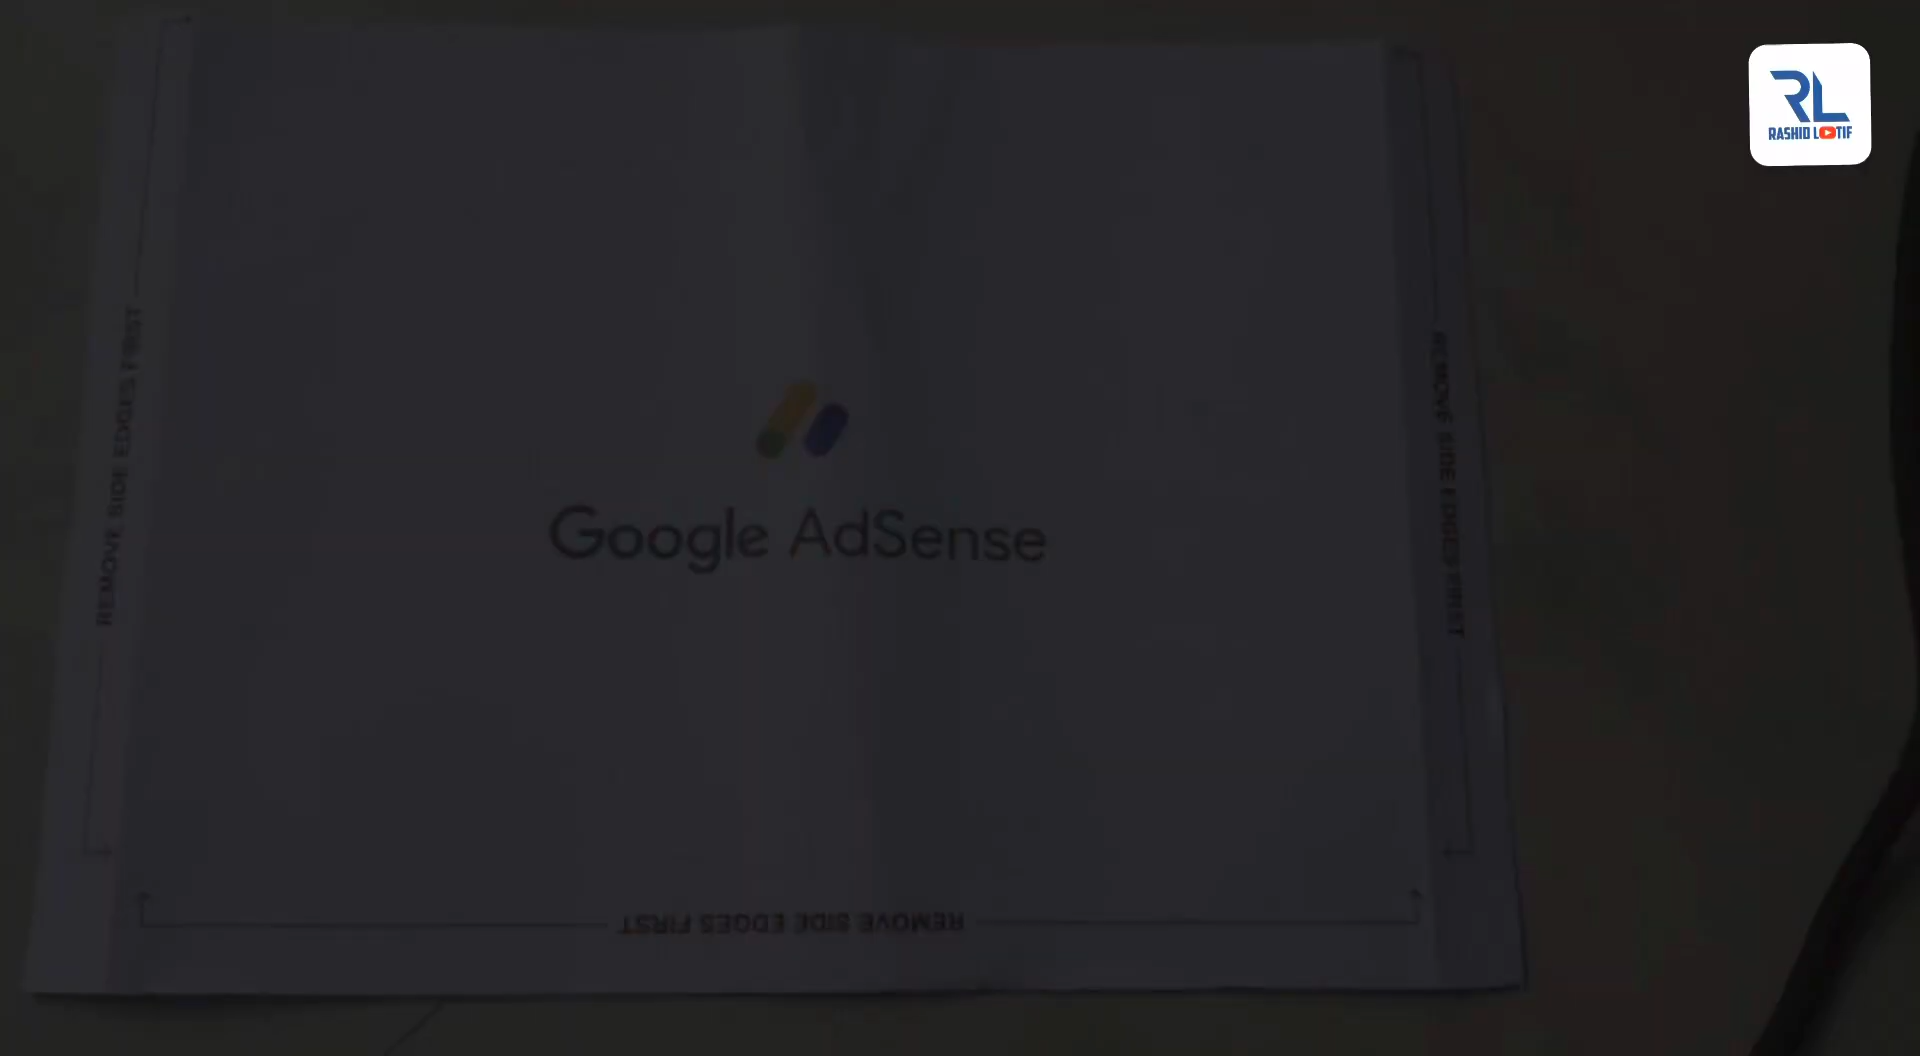 RL
RASHID LATIF
REMOVE SIDE EDGES FIRST
REMOVE SIDE EDGES FIRST
Google AdSense
REMOVE SIDE EDGES FIRST